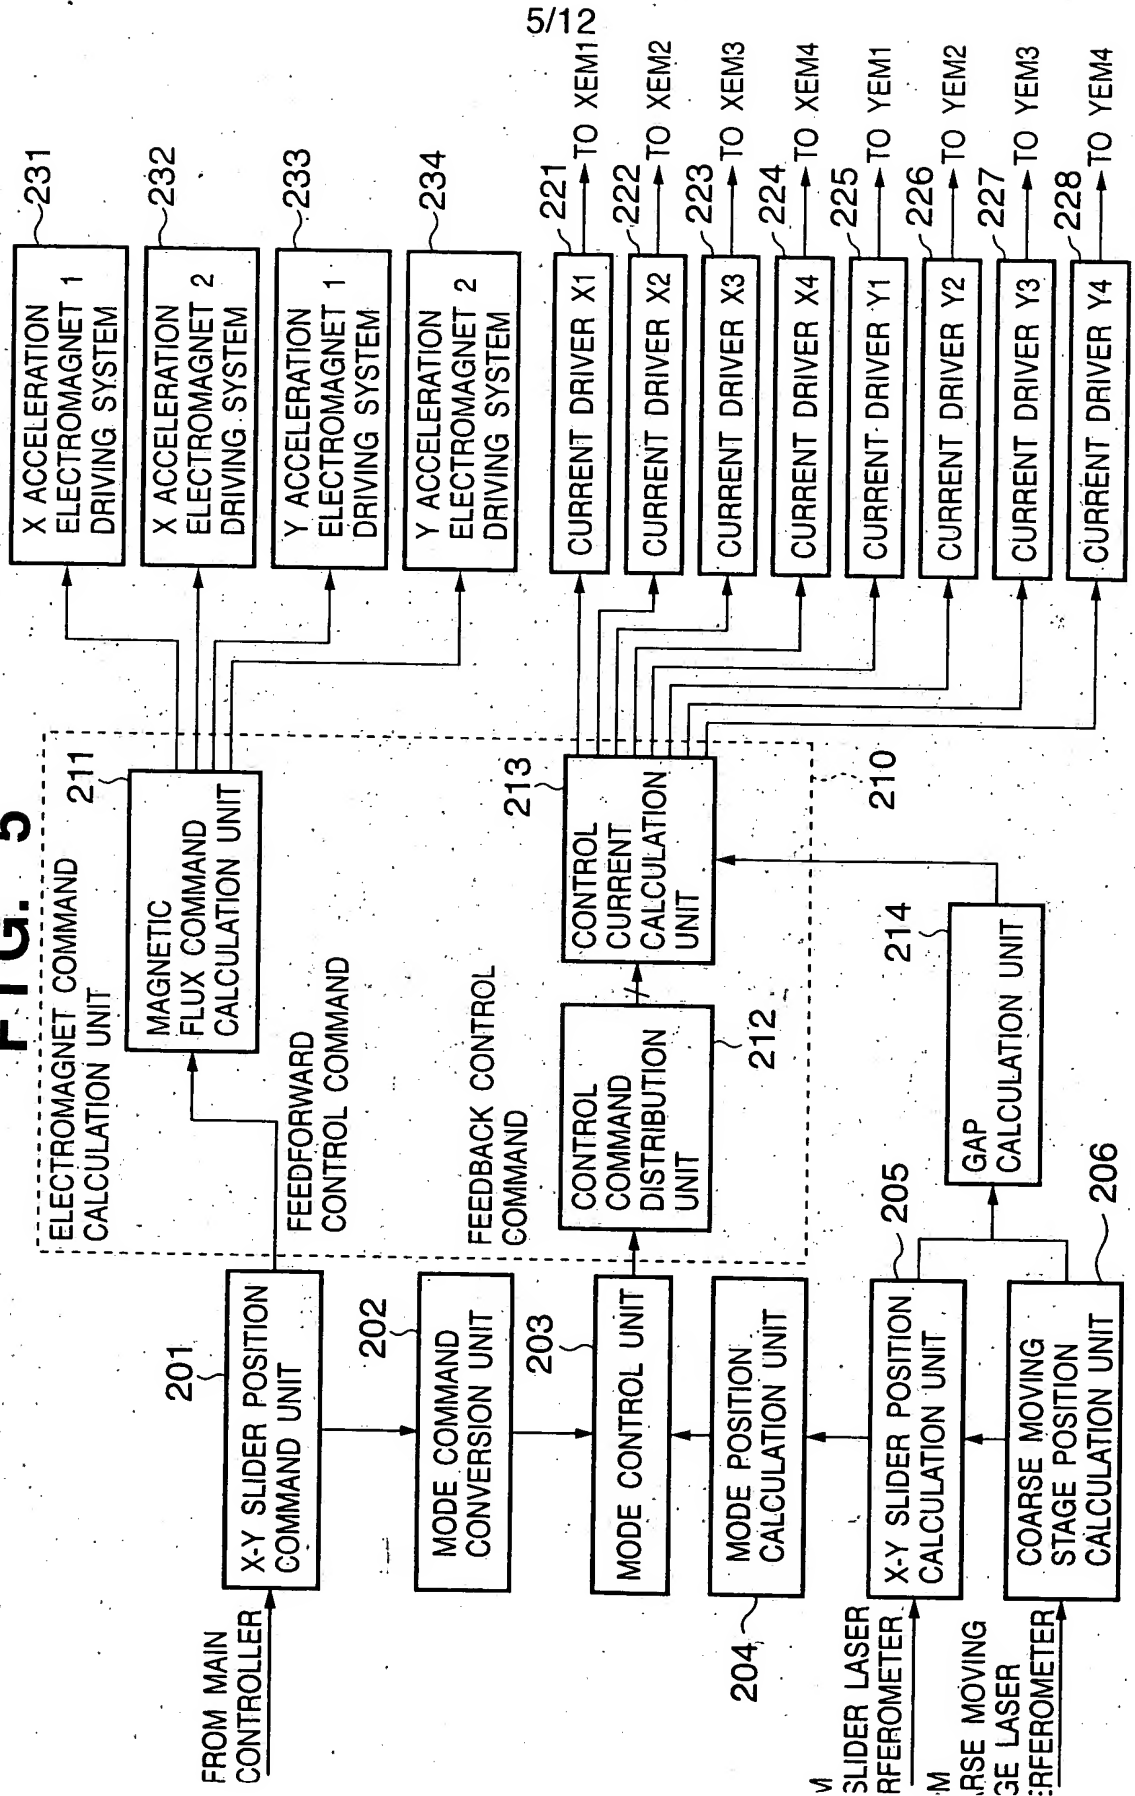 5/12
FIG. 5
FROM MAIN
CONTROLLER
201
X-Y SLIDER POSITION
COMMAND UNIT
202
MODE COMMAND
CONVERSION UNIT
203
MODE CONTROL UNIT
204
MODE POSITION
CALCULATION UNIT
SLIDER LASER
RFEROMETER
205
X-Y SLIDER POSITION
CALCULATION UNIT
M
RSE MOVING
GE LASER
RFEROMETER
206
COARSE MOVING
STAGE POSITION
CALCULATION UNIT
ELECTROMAGNET COMMAND
CALCULATION UNIT
210
211
MAGNETIC
FLUX COMMAND
CALCULATION UNIT
FEEDFORWARD
CONTROL COMMAND
FEEDBACK CONTROL
COMMAND
212
CONTROL
COMMAND
DISTRIBUTION
UNIT
213
CONTROL
CURRENT
CALCULATION
UNIT
214
GAP
CALCULATION UNIT
231
X ACCELERATION
ELECTROMAGNET 1
DRIVING SYSTEM
232
X ACCELERATION
ELECTROMAGNET 2
DRIVING SYSTEM
233
Y ACCELERATION
ELECTROMAGNET 1
DRIVING SYSTEM
234
Y ACCELERATION
ELECTROMAGNET 2
DRIVING SYSTEM
221
CURRENT DRIVER X1
TO XEM1
222
CURRENT DRIVER X2
TO XEM2
223
CURRENT DRIVER X3
TO XEM3
224
CURRENT DRIVER X4
TO XEM4
225
CURRENT DRIVER Y1
TO YEM1
226
CURRENT DRIVER Y2
TO YEM2
227
CURRENT DRIVER Y3
TO YEM3
228
CURRENT DRIVER Y4
TO YEM4